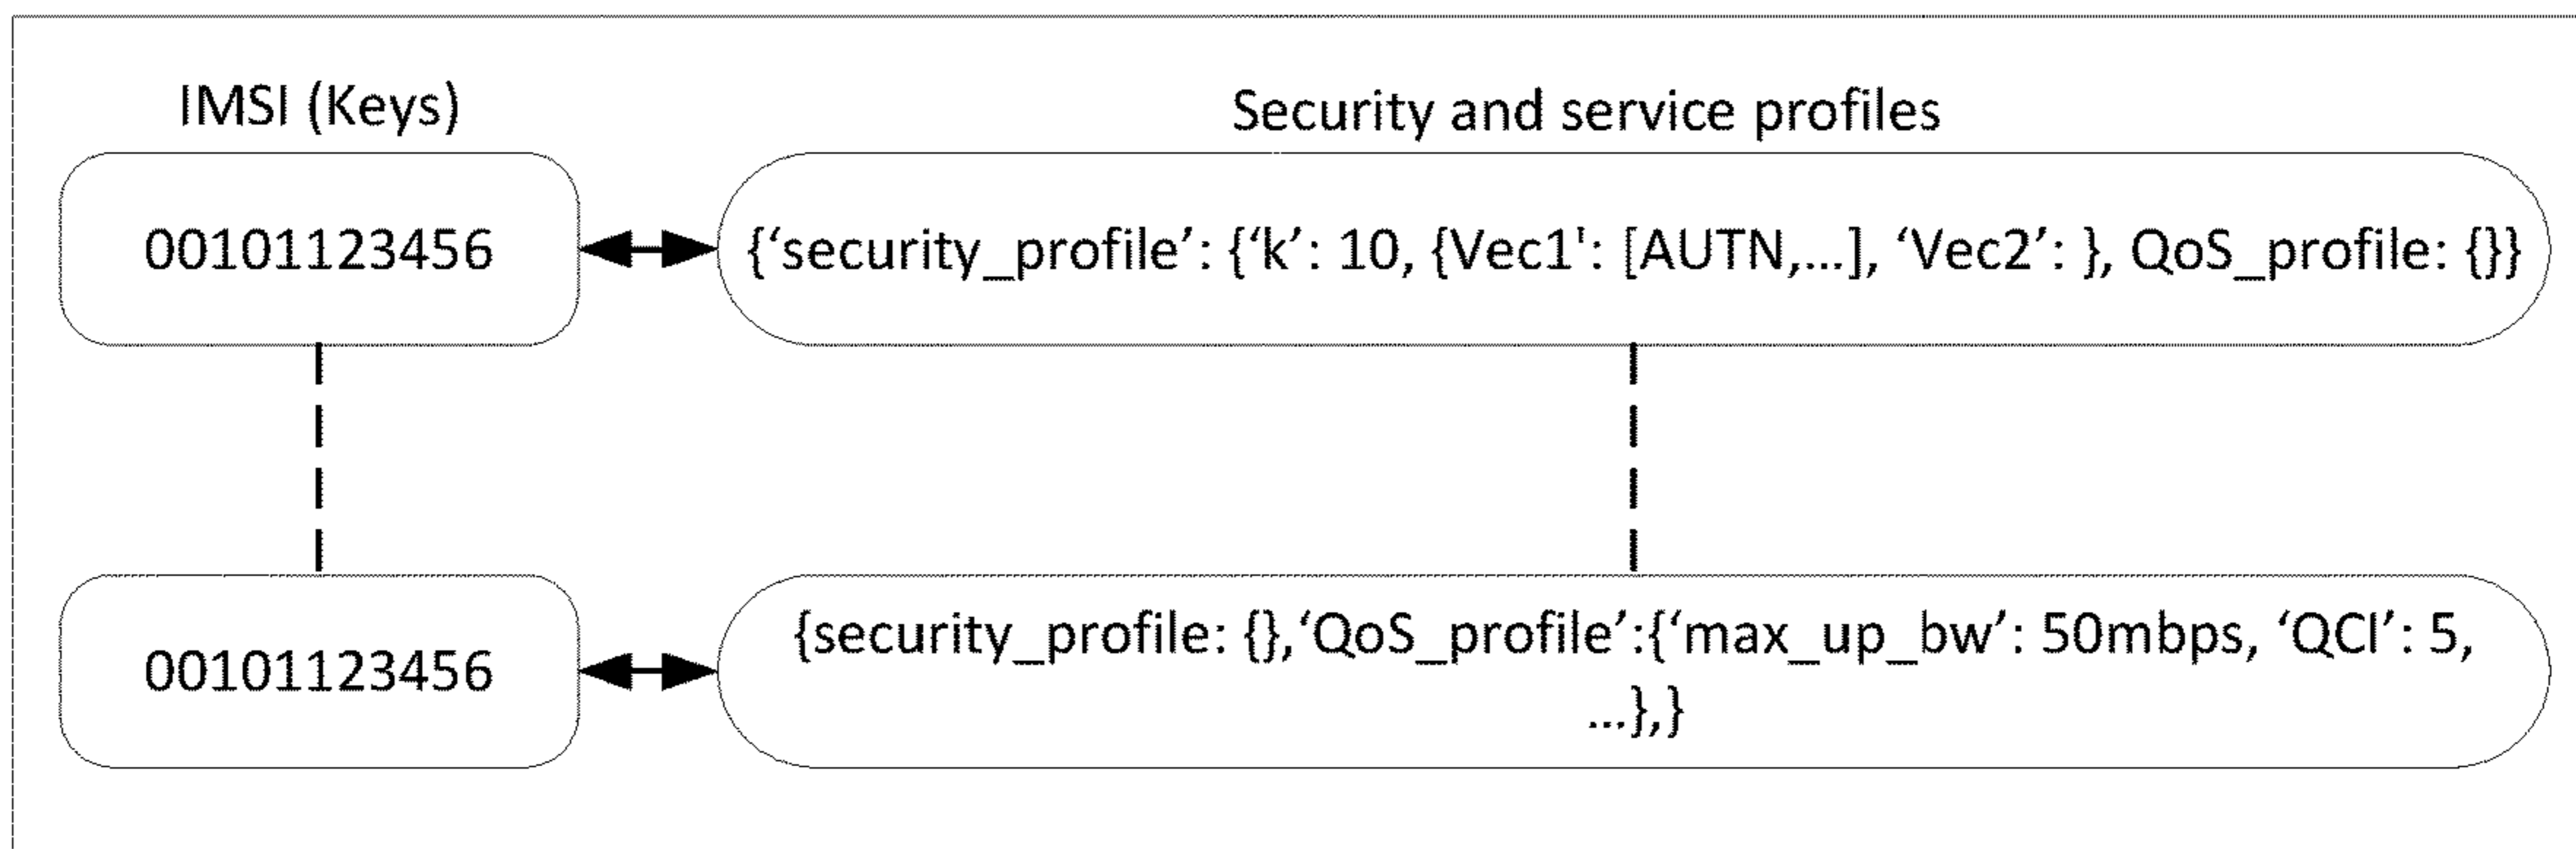 IMSI (Keys)
Security and service profiles
00101123456
{‘security_profile’: {‘k’: 10, {Vec1': [AUTN,...], ‘Vec2’: }, QoS_profile: {}}
00101123456
{security_profile: {},‘QoS_profile’:{‘max_up_bw’: 50mbps, ‘QCI’: 5,
...},}